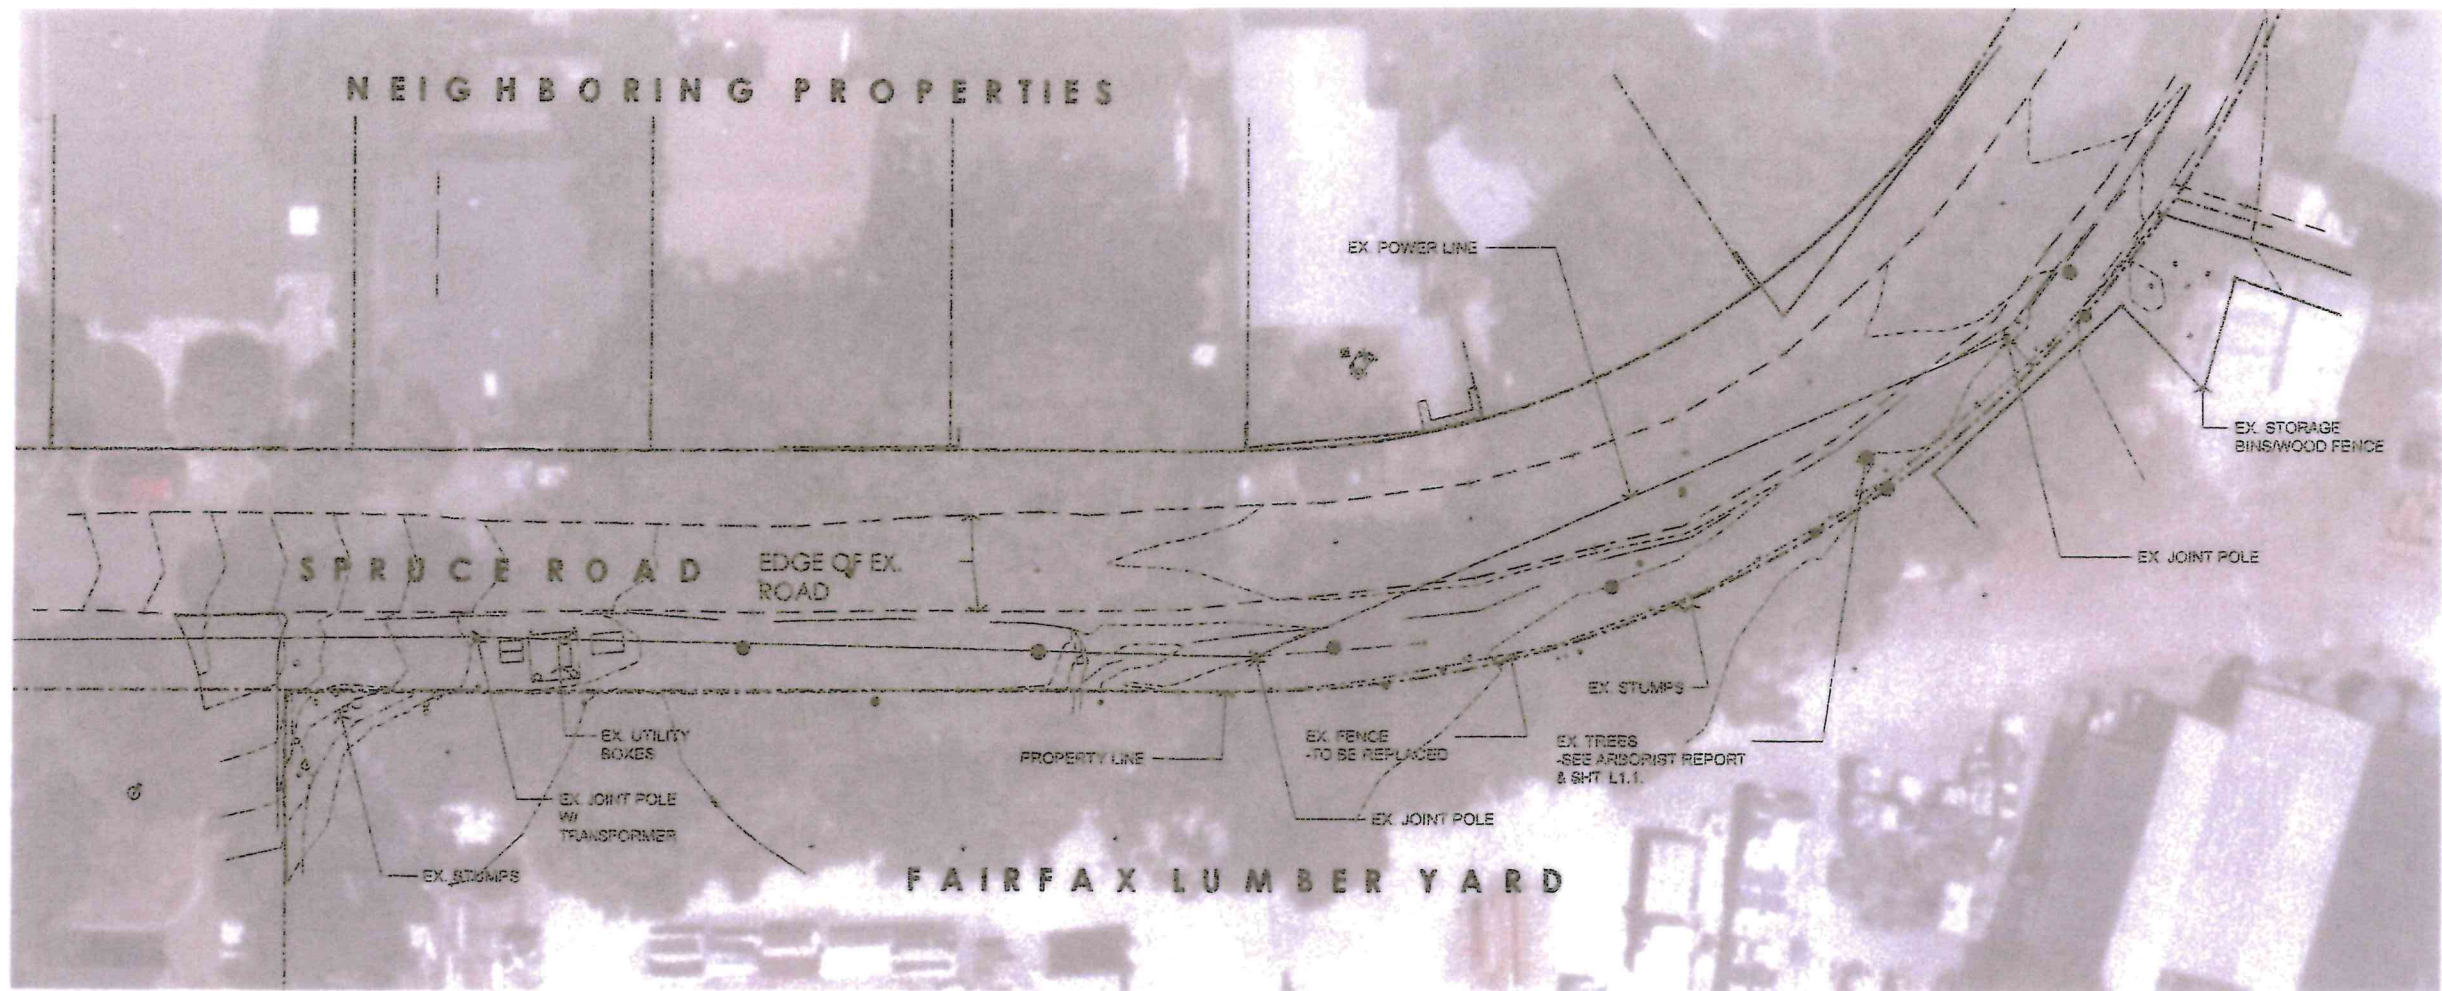 NEIGHBORING PROPERTIES
EX. POWER LINE
EX. STORAGE
BINS/WOOD FENCE
SPRUCE ROAD
EDGE OF EX.
ROAD
EX. JOINT POLE
EX. STUMPS
EX. UTILITY
BOXES
PROPERTY LINE
EX. FENCE
-TO BE REPLACED
EX. TREES
-SEE ARBORIST REPORT
& SHT L1.1.
EX. JOINT POLE
W/
TRANSFORMER
EX. JOINT POLE
EX. STUMPS
FAIRFAX LUMBER YARD